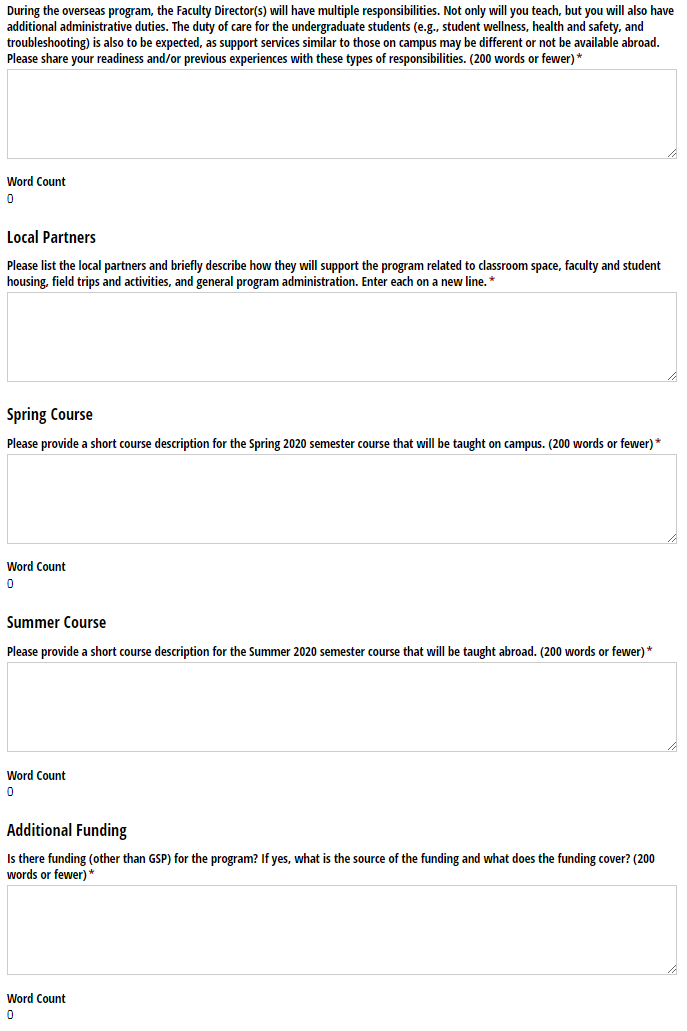 During the overseas program, the Faculty Director(s) will have multiple responsibilities. Not only will you teach, but you will also have
additional administrative duties. The duty of care for the undergraduate students (e.g., student wellness, health and safety, and
troubleshooting) is also to be expected, as support services similar to those on campus may be different or not be available abroad.
Please share your readiness and/or previous experiences with these types of responsibilities. (200 words or fewer) *
Word Count
0
Local Partners
Please list the local partners and briefly describe how they will support the program related to classroom space, faculty and student
housing, field trips and activities, and general program administration. Enter each on a new line. *
Spring Course
Please provide a short course description for the Spring 2020 semester course that will be taught on campus. (200 words or fewer) *
Word Count
0
Summer Course
Please provide a short course description for the Summer 2020 semester course that will be taught abroad. (200 words or fewer) *
Word Count
0
Additional Funding
Is there funding (other than GSP) for the program? If yes, what is the source of the funding and what does the funding cover? (200
words or fewer) *
Word Count
0